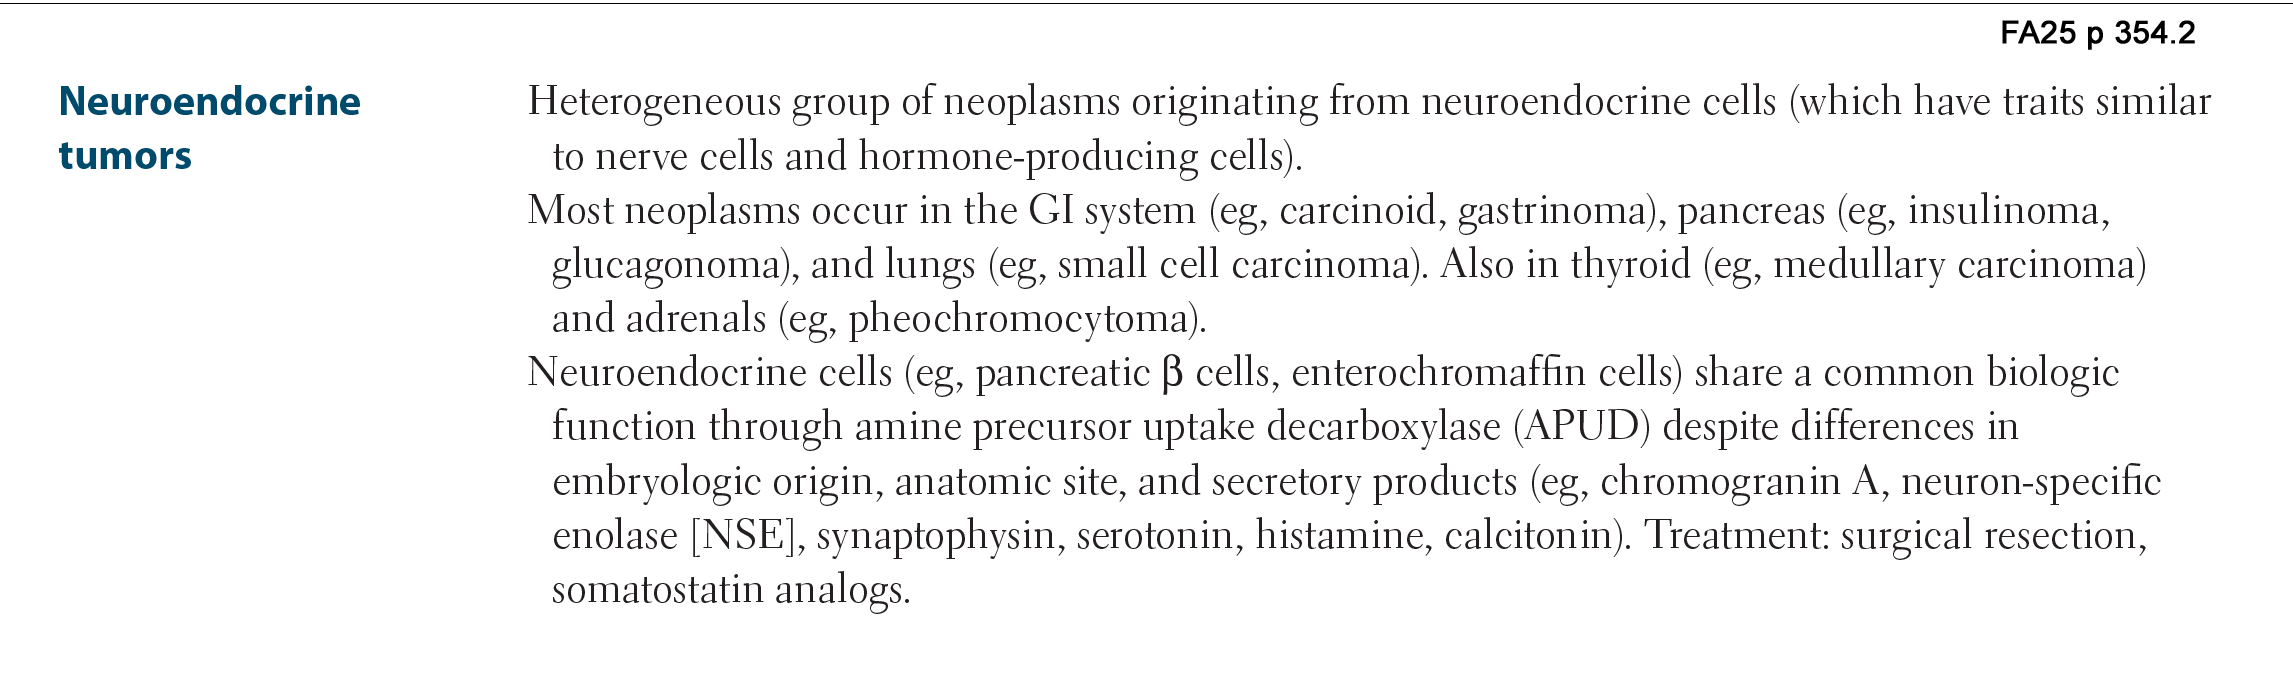 FA25 p 354.2
Neuroendocrine
tumors
Heterogeneous group of neoplasms originating from neuroendocrine cells (which have traits similar
to nerve cells and hormone-producing cells).
Most neoplasms occur in the GI system (eg, carcinoid, gastrinoma), pancreas (eg, insulinoma,
glucagonoma), and lungs (eg, small cell carcinoma). Also in thyroid (eg, medullary carcinoma)
and adrenals (eg, pheochromocytoma).
Neuroendocrine cells (eg, pancreatic β cells, enterochromaffin cells) share a common biologic
function through amine precursor uptake decarboxylase (APUD) despite differences in
embryologic origin, anatomic site, and secretory products (eg, chromogranin A, neuron-specific
enolase [NSE], synaptophysin, serotonin, histamine, calcitonin). Treatment: surgical resection,
somatostatin analogs.